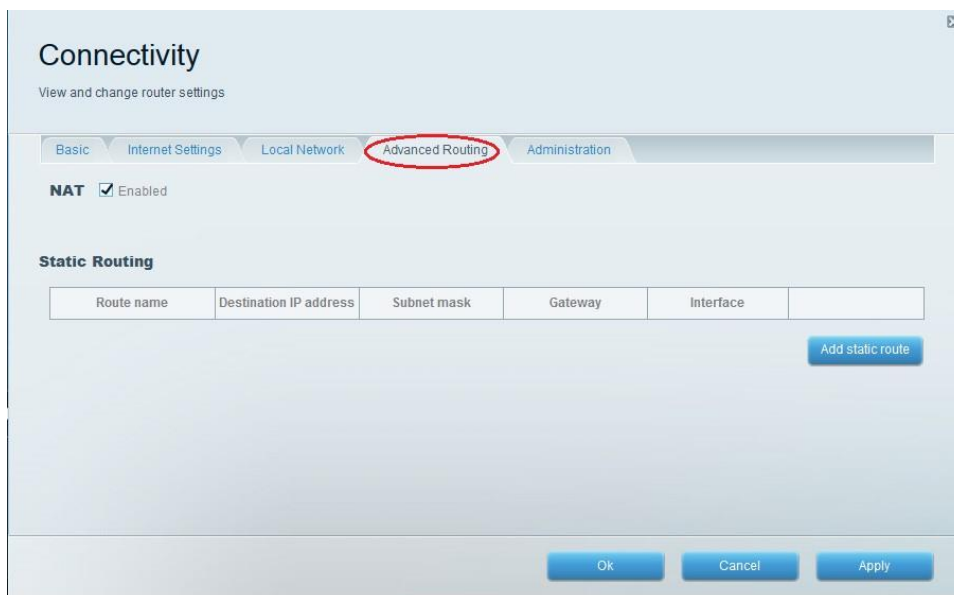 Connectivity
View and change router settings
Basic Internet Settings Local Network Advanced Routing Administration
NAT Enabled
Static Routing
Route name Destination IP address Subnet mask Gateway Interface
Add static route
Ok Cancel Apply